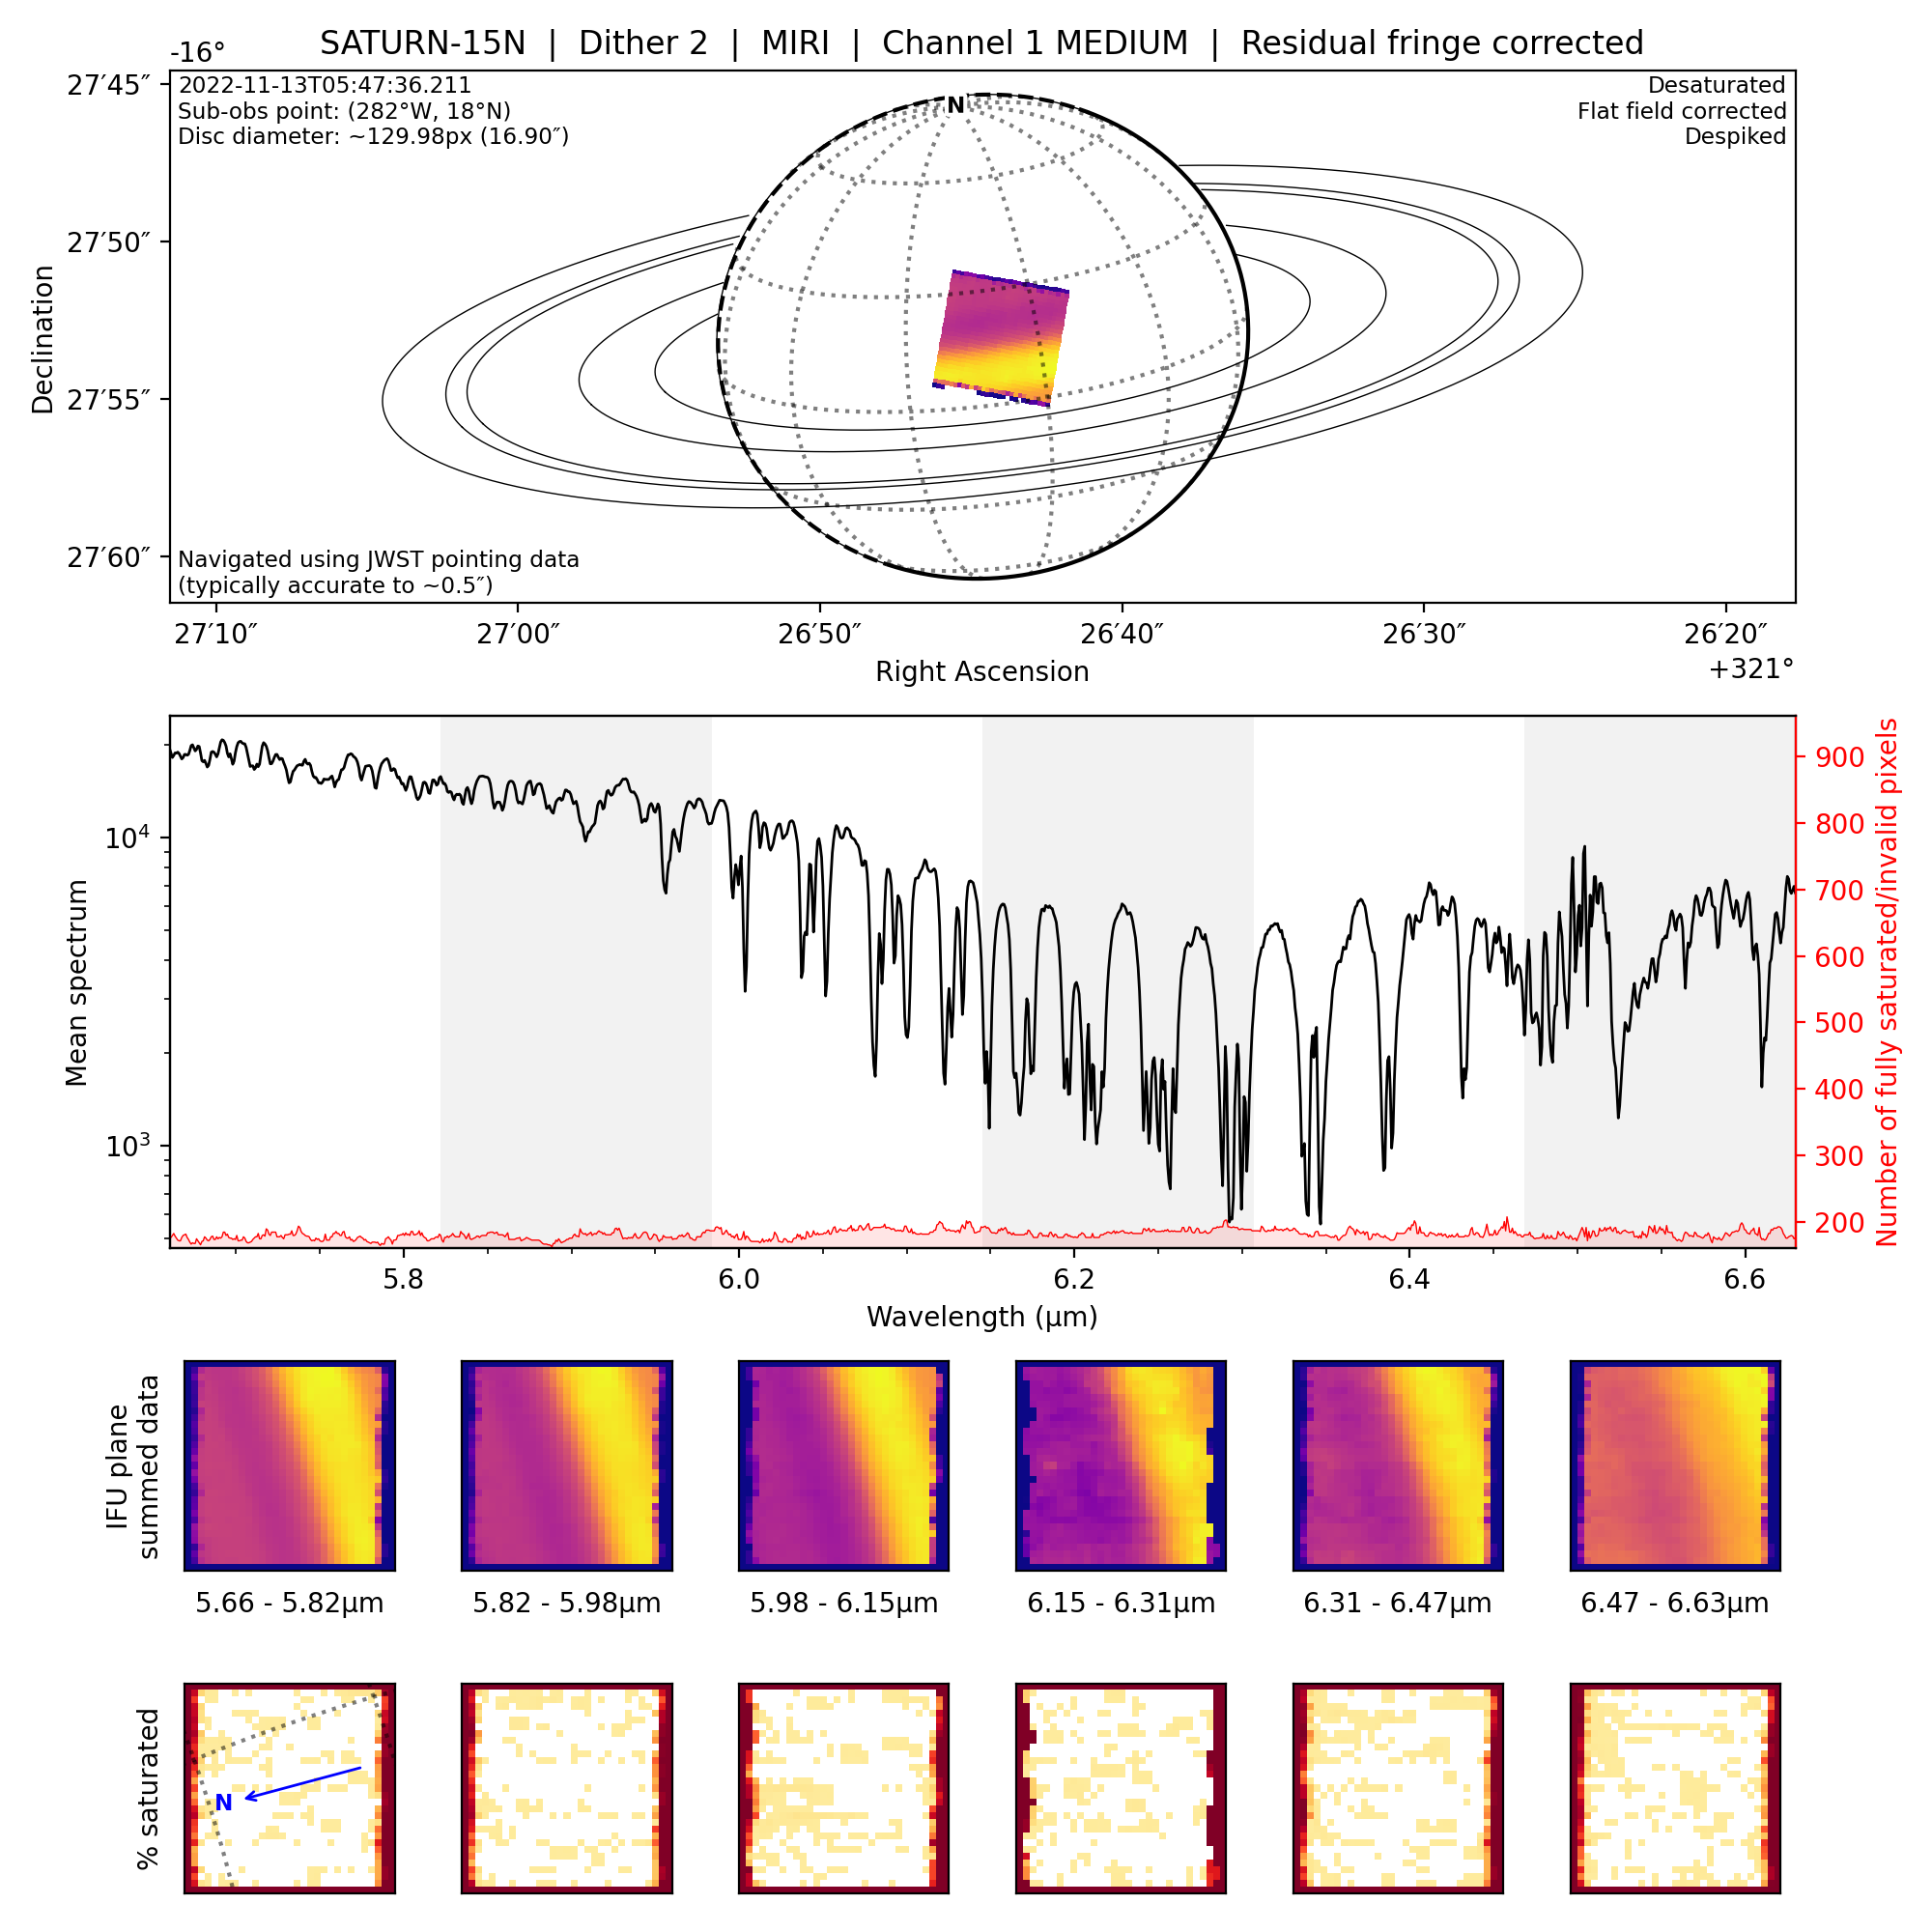 SATURN-15N | Dither 2 | MIRI | Channel 1 MEDIUM | Residual fringe corrected
-16°
2022-11-13T05:47:36.211
Sub-obs point: (282°W, 18°N)
Disc diameter: ~129.98px (16.90″)
Desaturated
Flat field corrected
Despiked
N
27′45″
27′50″
27′55″
27′60″
Declination
Navigated using JWST pointing data
(typically accurate to ~0.5″)
27′10″ 27′00″ 26′50″ 26′40″ 26′30″ 26′20″
Right Ascension
+321°
Mean spectrum
10⁴
10³
900
800
700
600
500
400
300
200
Number of fully saturated/invalid pixels
5.8 6.0 6.2 6.4 6.6
Wavelength (μm)
IFU plane
summed data
5.66 - 5.82μm 5.82 - 5.98μm 5.98 - 6.15μm 6.15 - 6.31μm 6.31 - 6.47μm 6.47 - 6.63μm
% saturated
N